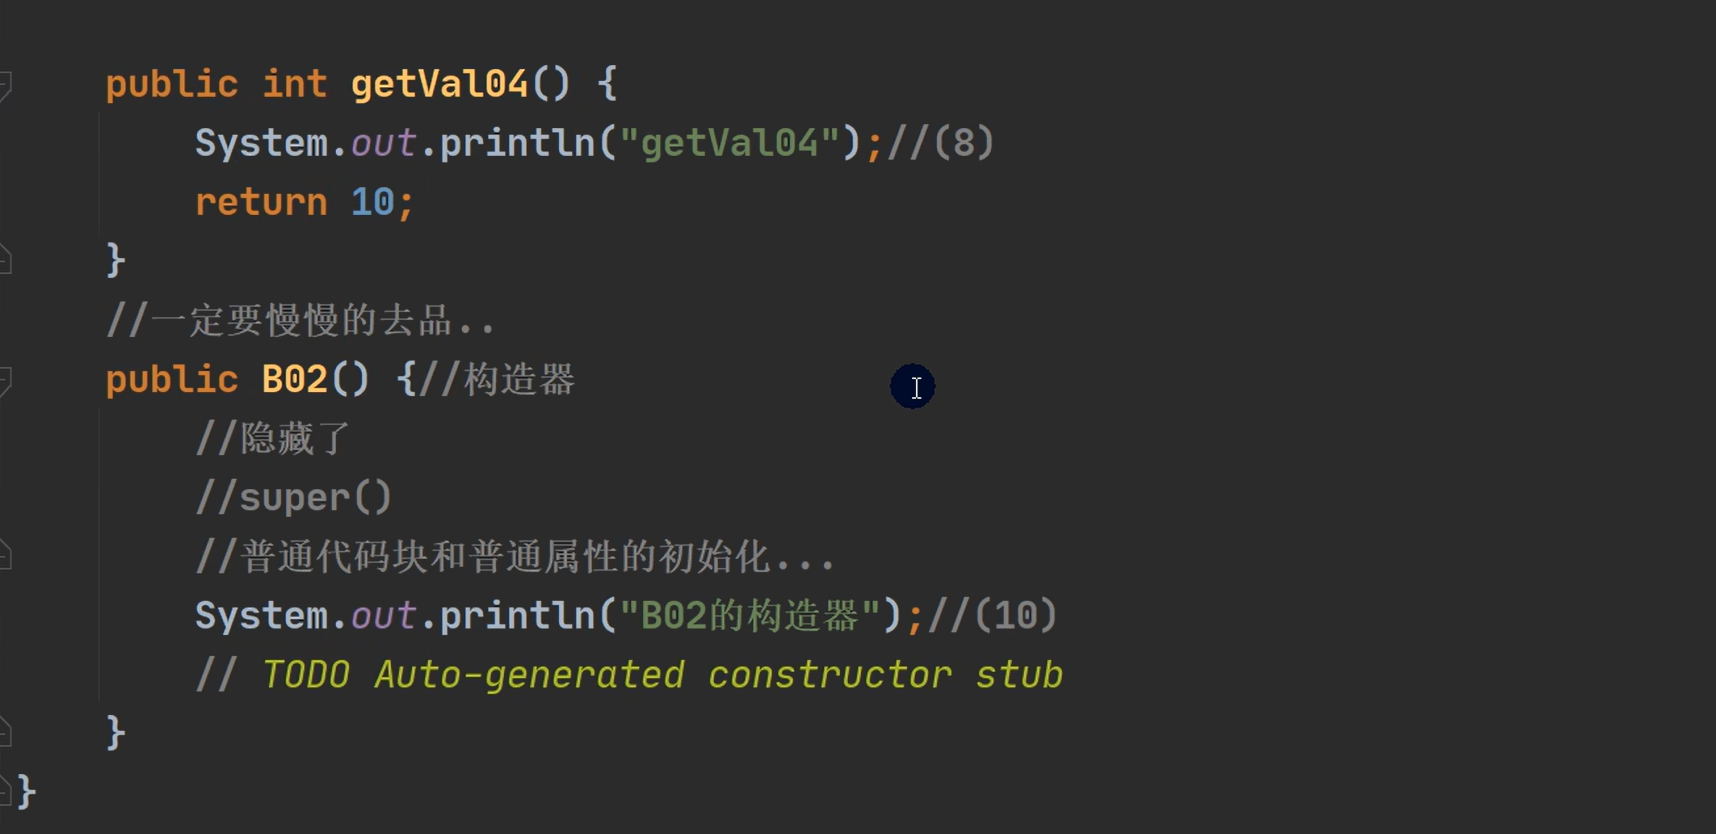 public int getVal04() {
System.out.println("getVal04");//(8)
return 10;
}
//一定要慢慢的去品..
public B02() {//构造器
//隐藏了
//super()
//普通代码块和普通属性的初始化...
System.out.println("B02的构造器");//(10)
// TODO Auto-generated constructor stub
}
}